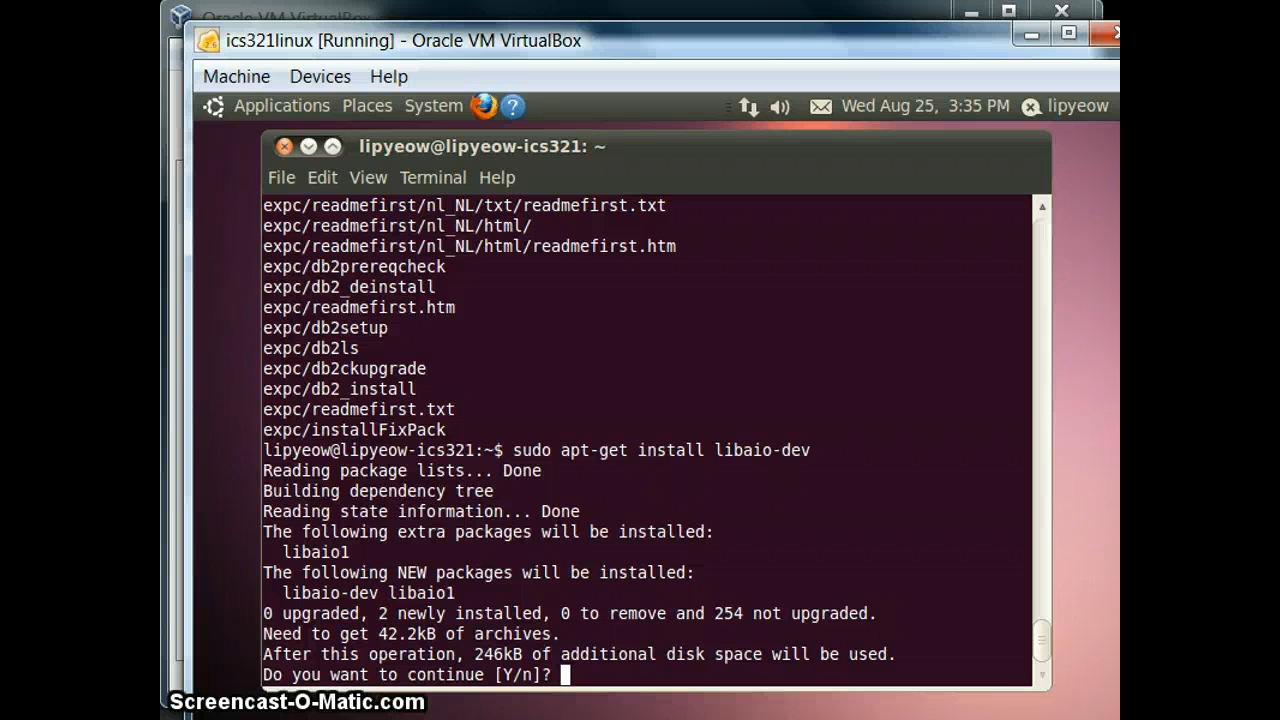 Oracle VM VirtualBox
ics321linux [Running] - Oracle VM VirtualBox
Machine Devices Help
Applications Places System ? Wed Aug 25, 3:35 PM lipyeow
lipyeow@lipyeow-ics321: ~
File Edit View Terminal Help
expc/readmefirst/nl_NL/txt/readmefirst.txt
expc/readmefirst/nl_NL/html/
expc/readmefirst/nl_NL/html/readmefirst.htm
expc/db2prereqcheck
expc/db2_deinstall
expc/readmefirst.htm
expc/db2setup
expc/db2ls
expc/db2ckupgrade
expc/db2_install
expc/readmefirst.txt
expc/installFixPack
lipyeow@lipyeow-ics321:~$ sudo apt-get install libaio-dev
Reading package lists... Done
Building dependency tree
Reading state information... Done
The following extra packages will be installed:
libaio1
The following NEW packages will be installed:
libaio-dev libaio1
0 upgraded, 2 newly installed, 0 to remove and 254 not upgraded.
Need to get 42.2kB of archives.
After this operation, 246kB of additional disk space will be used.
Do you want to continue [Y/n]?
Screencast-O-Matic.com